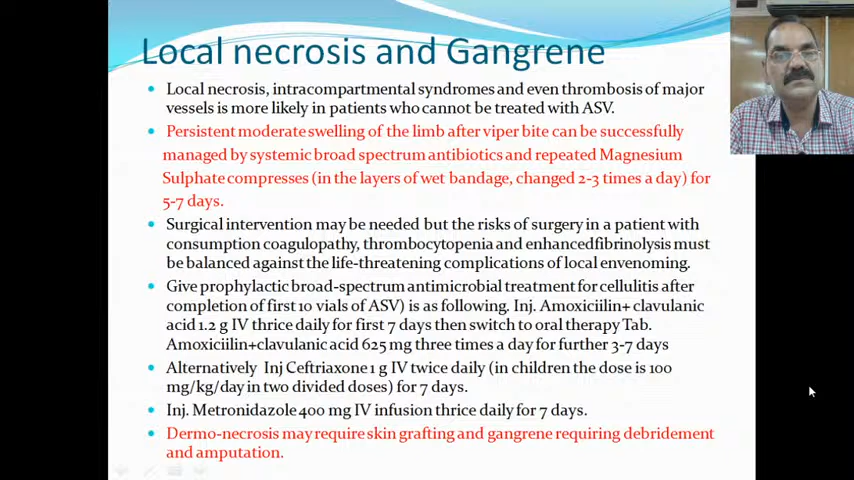 Local necrosis and Gangrene
• Local necrosis, intracompartmental syndromes and even thrombosis of major
vessels is more likely in patients who cannot be treated with ASV.
• Persistent moderate swelling of the limb after viper bite can be successfully
managed by systemic broad spectrum antibiotics and repeated Magnesium
Sulphate compresses (in the layers of wet bandage, changed 2-3 times a day) for
5-7 days.
• Surgical intervention may be needed but the risks of surgery in a patient with
consumption coagulopathy, thrombocytopenia and enhancedfibrinolysis must
be balanced against the life-threatening complications of local envenoming.
• Give prophylactic broad-spectrum antimicrobial treatment for cellulitis after
completion of first 10 vials of ASV) is as following. Inj. Amoxiciilin+ clavulanic
acid 1.2 g IV thrice daily for first 7 days then switch to oral therapy Tab.
Amoxiciilin+clavulanic acid 625 mg three times a day for further 3-7 days
• Alternatively Inj Ceftriaxone 1 g IV twice daily (in children the dose is 100
mg/kg/day in two divided doses) for 7 days.
• Inj. Metronidazole 400 mg IV infusion thrice daily for 7 days.
• Dermo-necrosis may require skin grafting and gangrene requiring debridement
and amputation.